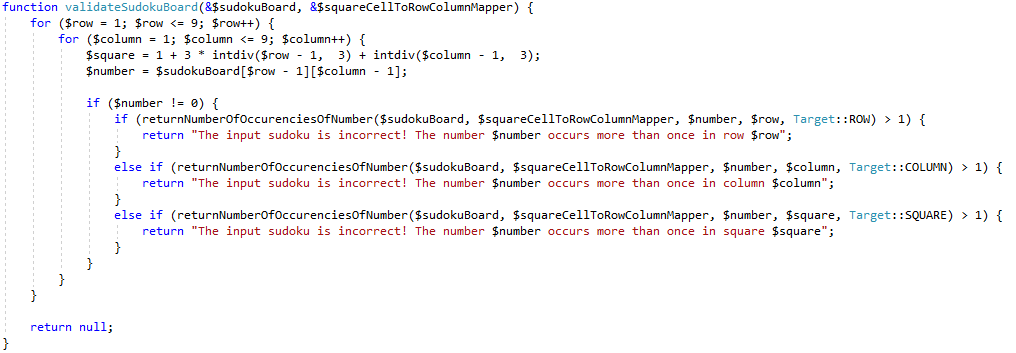 function validateSudokuBoard(&$sudokuBoard, &$squareCellToRowColumnMapper) {
    for ($row = 1; $row <= 9; $row++) {
        for ($column = 1; $column <= 9; $column++) {
            $square = 1 + 3 * intdiv($row - 1,  3) + intdiv($column - 1,  3);
            $number = $sudokuBoard[$row - 1][$column - 1];

            if ($number != 0) {
                if (returnNumberOfOccurenciesOfNumber($sudokuBoard, $squareCellToRowColumnMapper, $number, $row, Target::ROW) > 1) {
                    return "The input sudoku is incorrect! The number $number occurs more than once in row $row";
                }
                else if (returnNumberOfOccurenciesOfNumber($sudokuBoard, $squareCellToRowColumnMapper, $number, $column, Target::COLUMN) > 1) {
                    return "The input sudoku is incorrect! The number $number occurs more than once in column $column";
                }
                else if (returnNumberOfOccurenciesOfNumber($sudokuBoard, $squareCellToRowColumnMapper, $number, $square, Target::SQUARE) > 1) {
                    return "The input sudoku is incorrect! The number $number occurs more than once in square $square";
                }
            }
        }
    }

    return null;
}